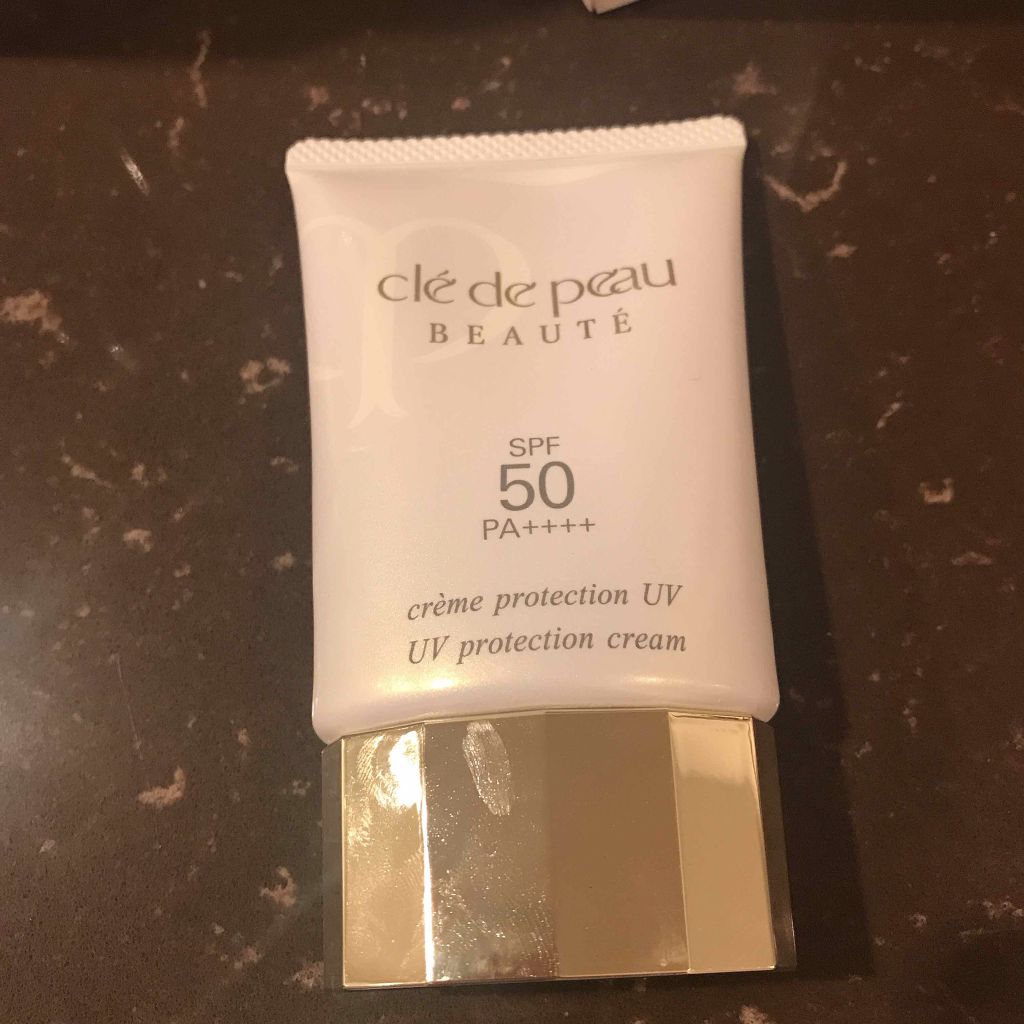 clé de peau
BEAUTÉ
SPF
50
PA++++
crème protection UV
UV protection cream